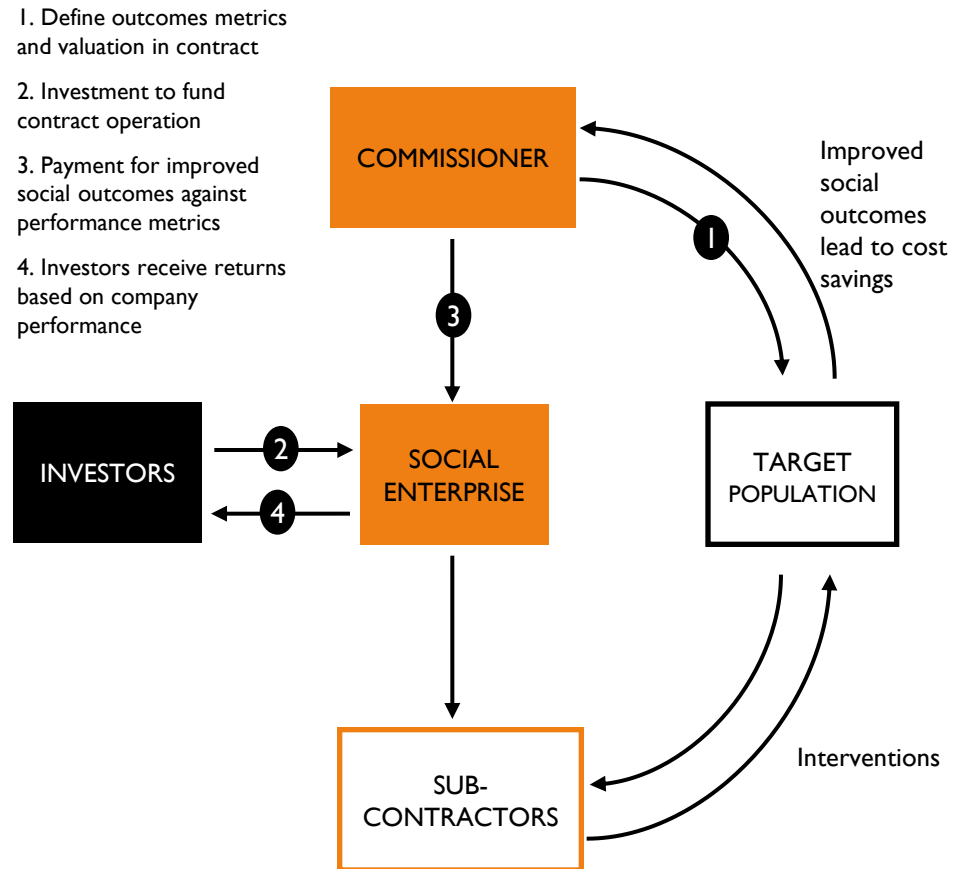 1. Define outcomes metrics
and valuation in contract
2. Investment to fund
contract operation
3. Payment for improved
social outcomes against
performance metrics
4. Investors receive returns
based on company
performance
COMMISSIONER
Improved
social
outcomes
lead to cost
savings
1
3
INVESTORS
2
4
SOCIAL
ENTERPRISE
TARGET
POPULATION
Interventions
SUB-
CONTRACTORS